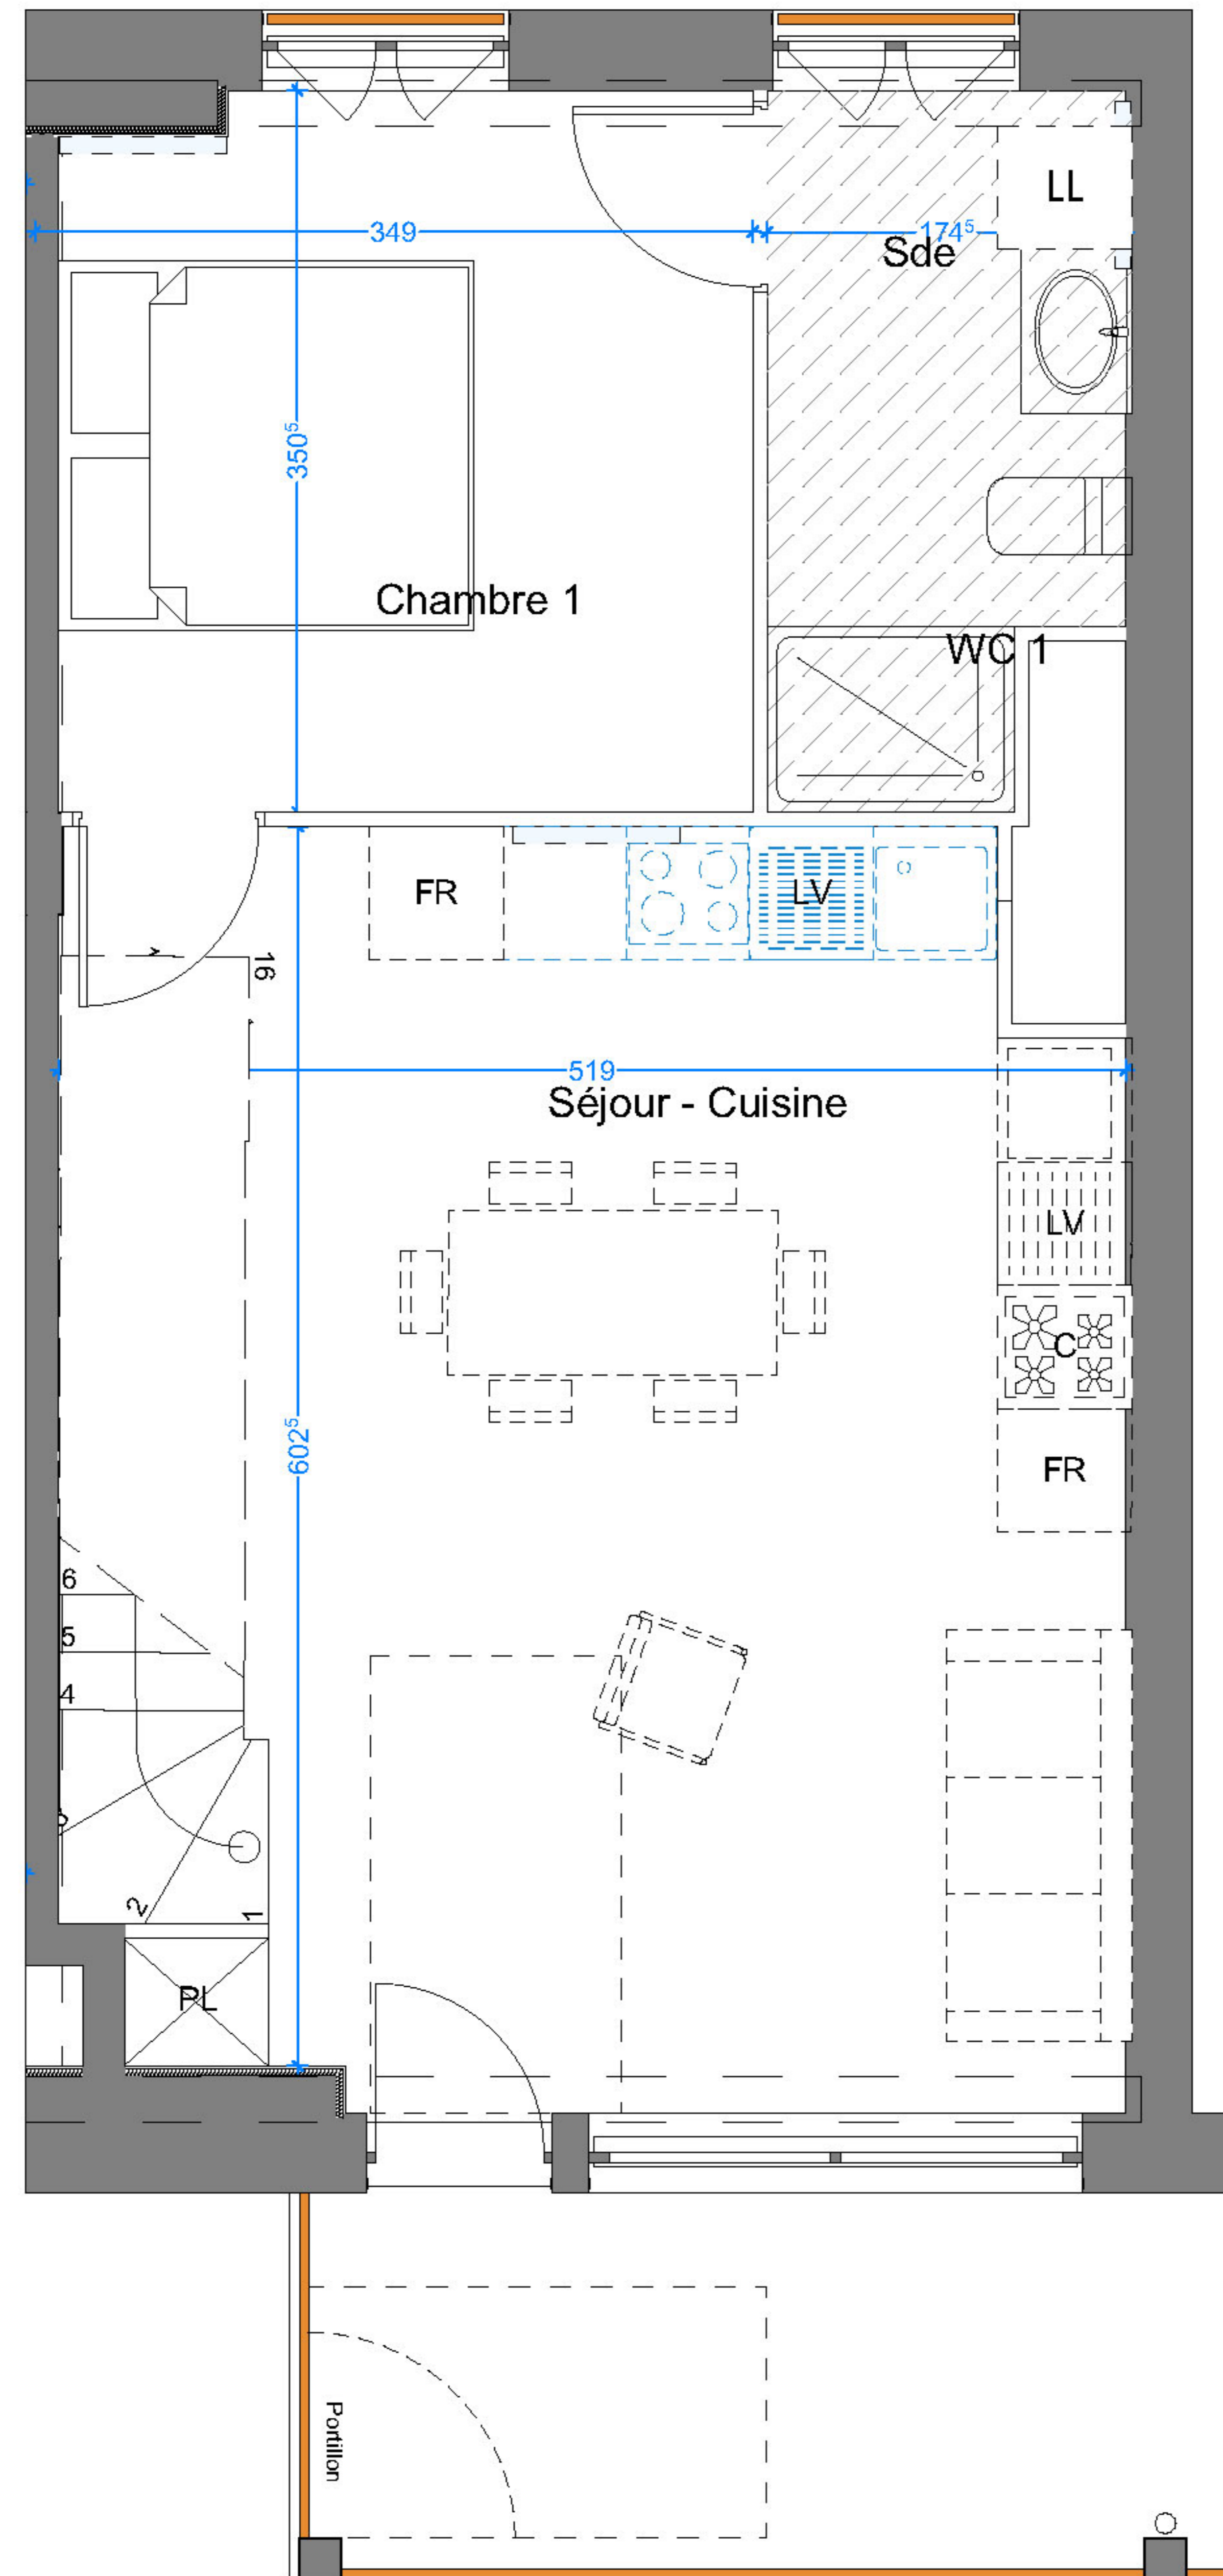 LL
349
174⁵
Sde
350⁵
Chambre 1
WC 1
FR
LV
16
519
Séjour - Cuisine
LV
C
FR
602⁵
6
5
4
3
2
1
PL
Portillon